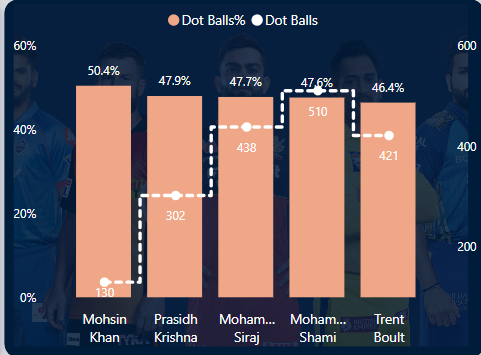 Dot Balls% Dot Balls
60%
600
50.4%
47.9%
47.7%
47.6%
46.4%
510
40%
438
421
400
302
20%
200
130
0%
Mohsin
Khan
Prasidh
Krishna
Moham...
Siraj
Moham...
Shami
Trent
Boult